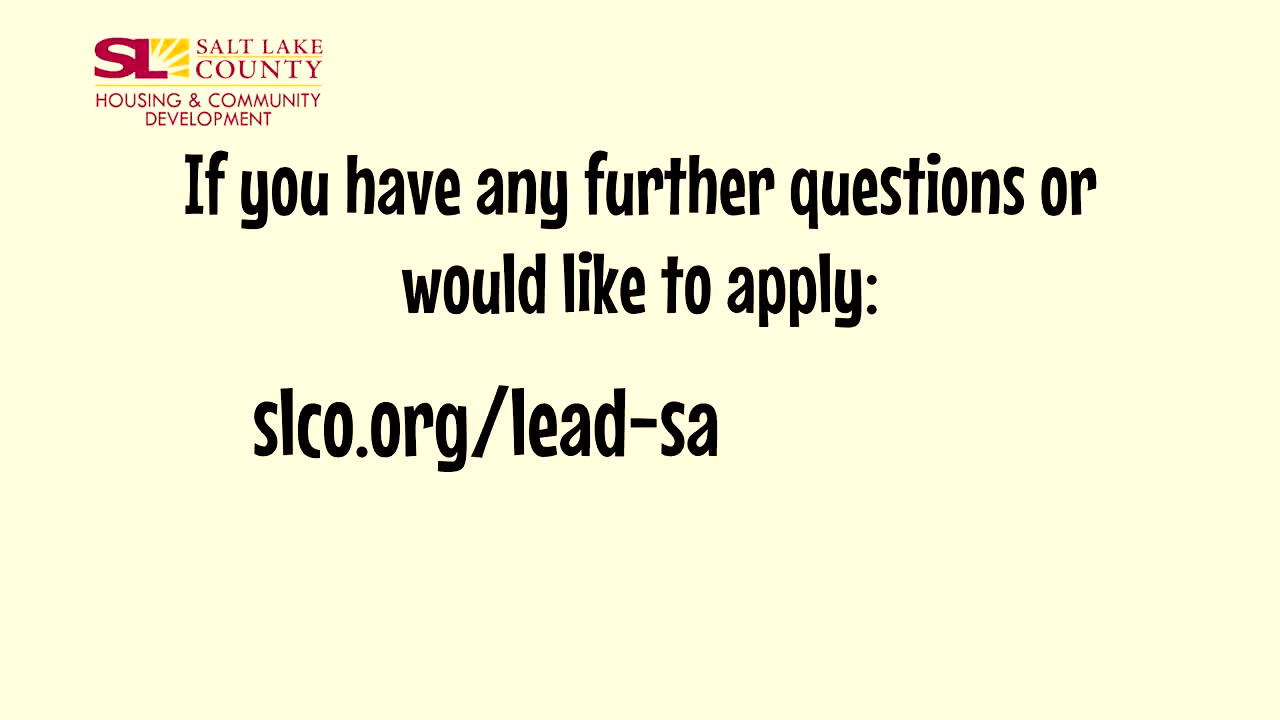 SL SALT LAKE
COUNTY
HOUSING & COMMUNITY
DEVELOPMENT
If you have any further questions or
would like to apply:
slco.org/lead-sa